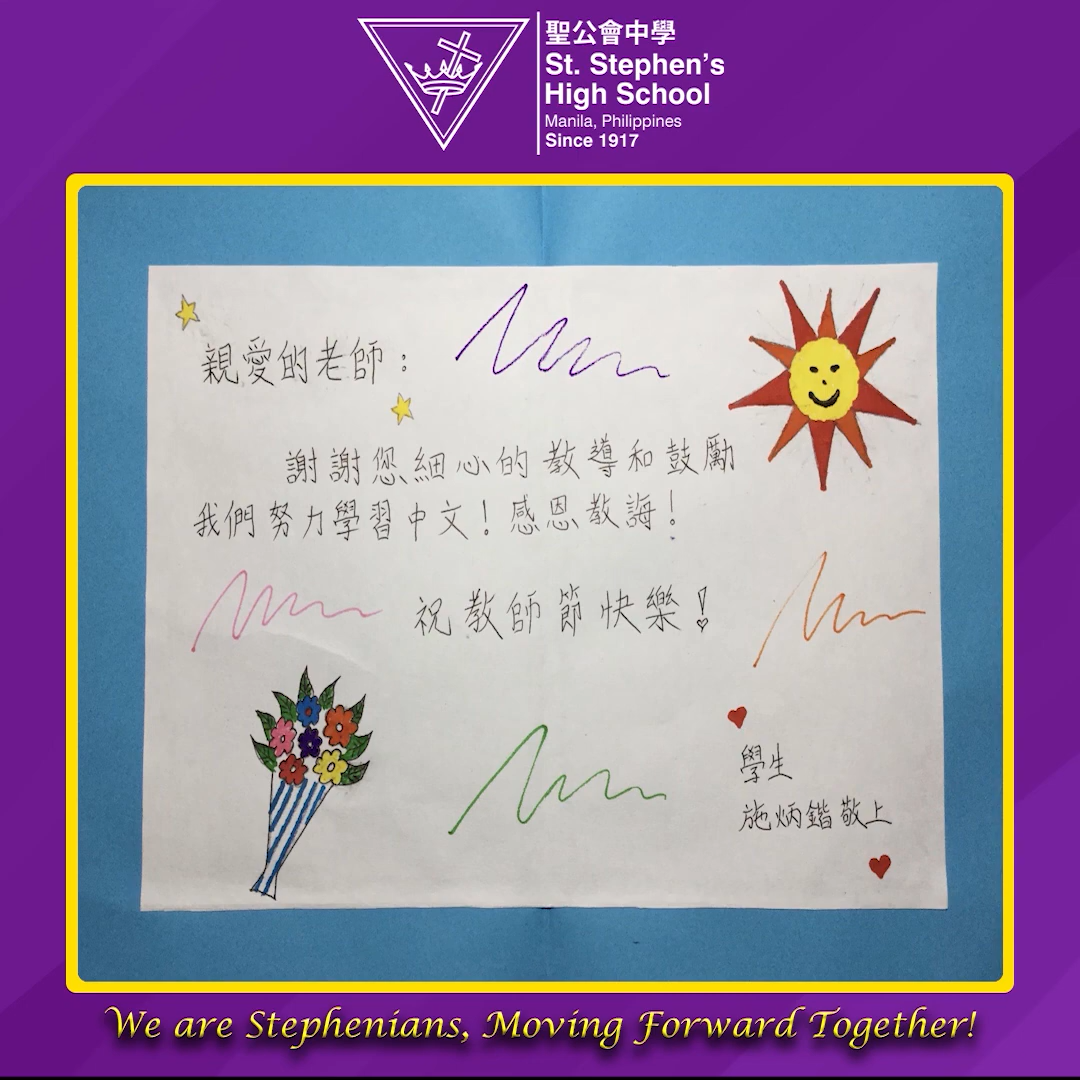 聖公會中學
St. Stephen's
High School
Manila, Philippines
Since 1917
親愛的老師：
謝謝您細心的教導和鼓勵
我們努力學習中文！感恩教誨！
祝教師節快樂！
學生
施炳鍇敬上
We are Stephenians, Moving Forward Together!